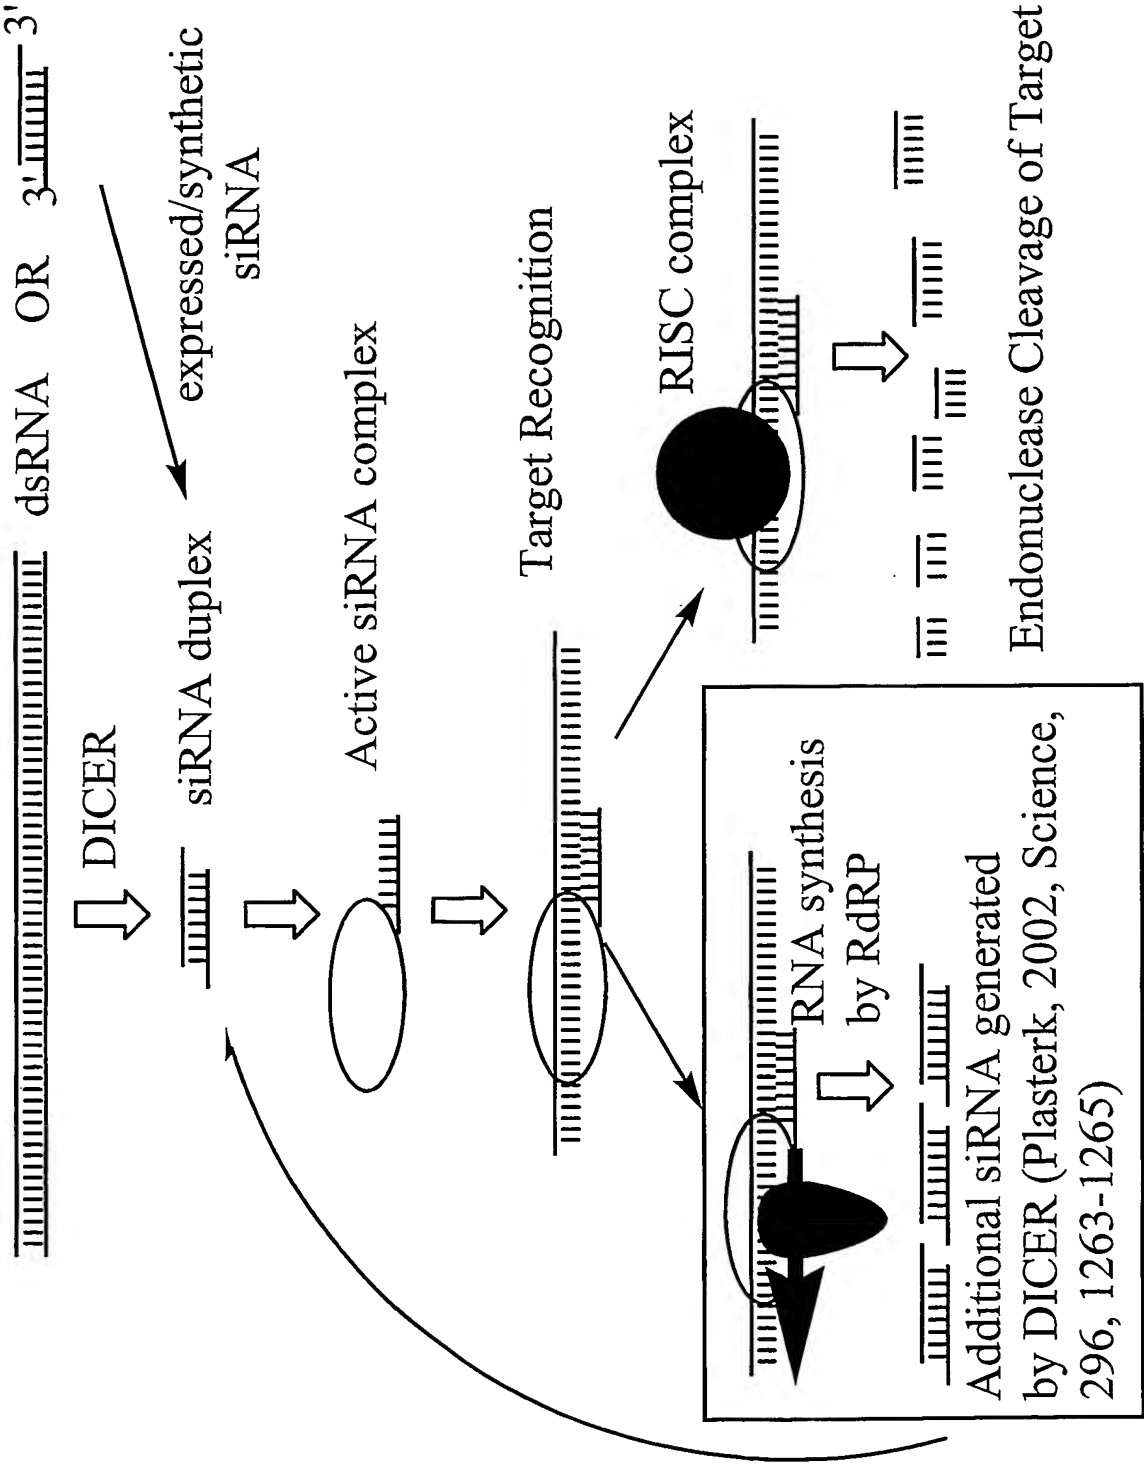 dsRNA OR 3' 3'
DICER
siRNA duplex
expressed/synthetic
siRNA
Active siRNA complex
Target Recognition
RISC complex
RNA synthesis
by RdRP
Additional siRNA generated
by DICER (Plasterk, 2002, Science,
296, 1263-1265)
Endonuclease Cleavage of Target